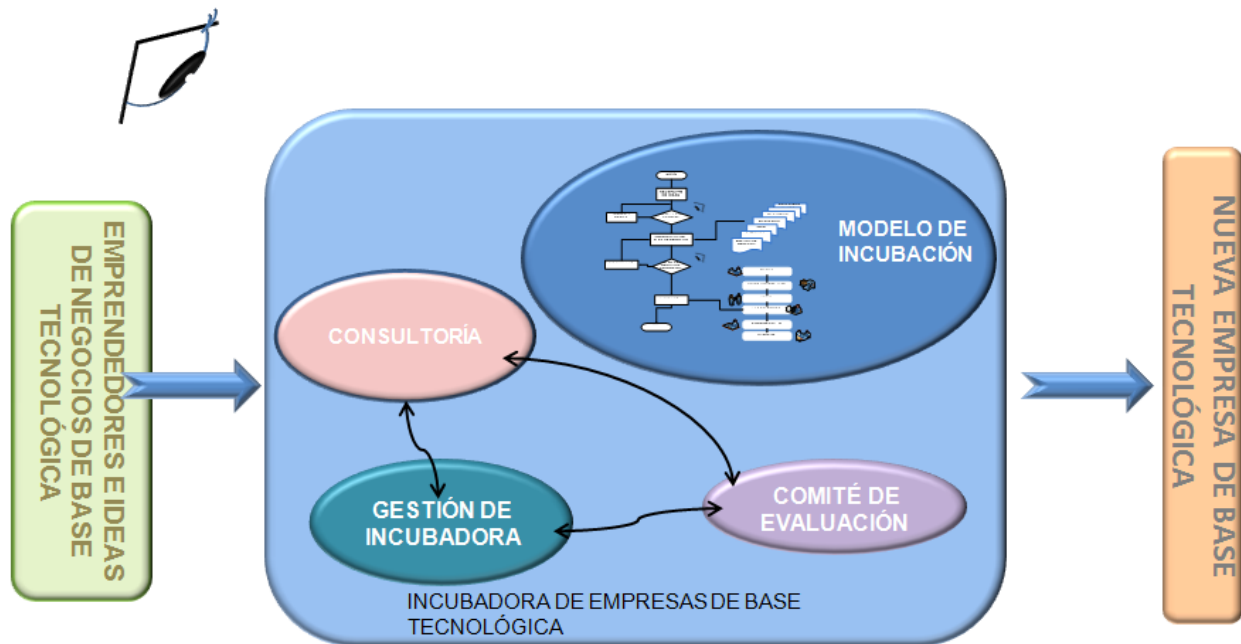 EMPRENDEDORES E IDEAS
DE NEGOCIOS DE BASE
TECNOLÓGICA
MODELO DE
INCUBACIÓN
CONSULTORÍA
GESTIÓN DE
INCUBADORA
COMITÉ DE
EVALUACIÓN
INCUBADORA DE EMPRESAS DE BASE
TECNOLÓGICA
NUEVA EMPRESA DE BASE
TECNOLÓGICA